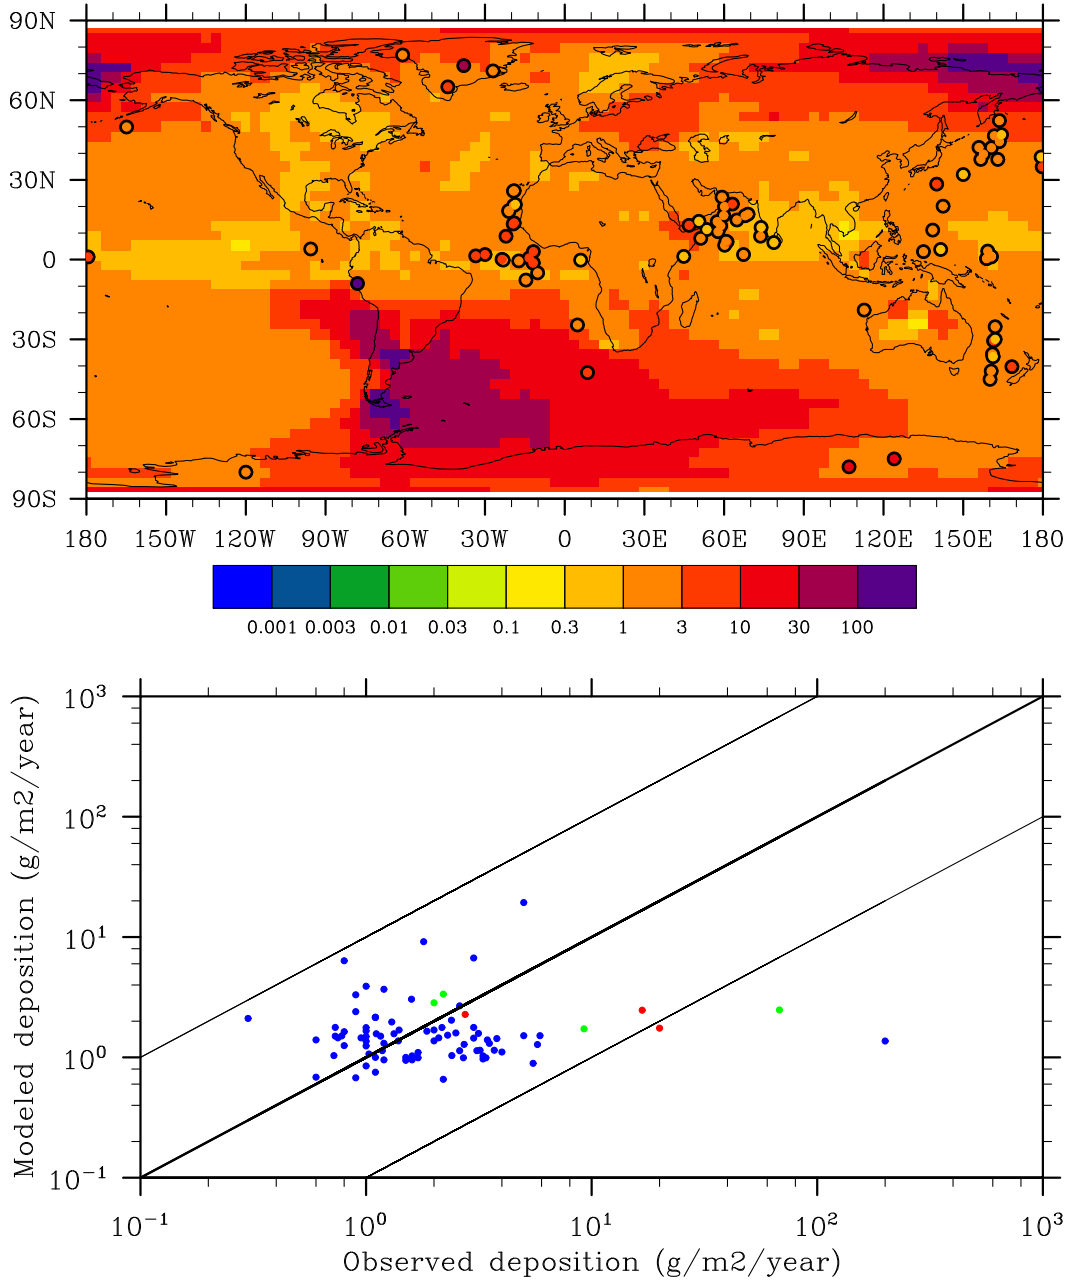 90N
60N
30N
0
30S
60S
90S
180 150W 120W 90W 60W 30W 0 30E 60E 90E 120E 150E 180
0.001 0.003 0.01 0.03 0.1 0.3 1 3 10 30 100
Modeled deposition (g/m2/year)
10³
10²
10¹
10⁰
10⁻¹
10⁻¹ 10⁰ 10¹ 10² 10³
Observed deposition (g/m2/year)